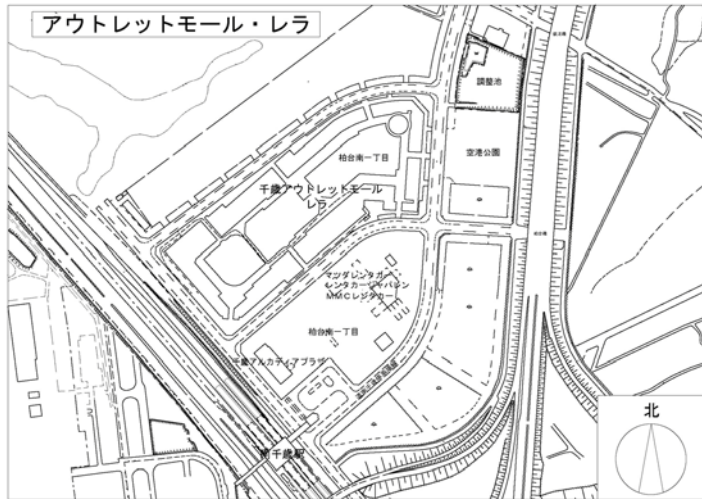 アウトレットモール・レラ
調整池
空港公園
柏台南一丁目
千歳アウトレットモール
レラ
マツダレンタカー
レンタカージャパレン
MMCレンタカー
柏台南一丁目
千歳アルカディアプラザ
南千歳駅
北